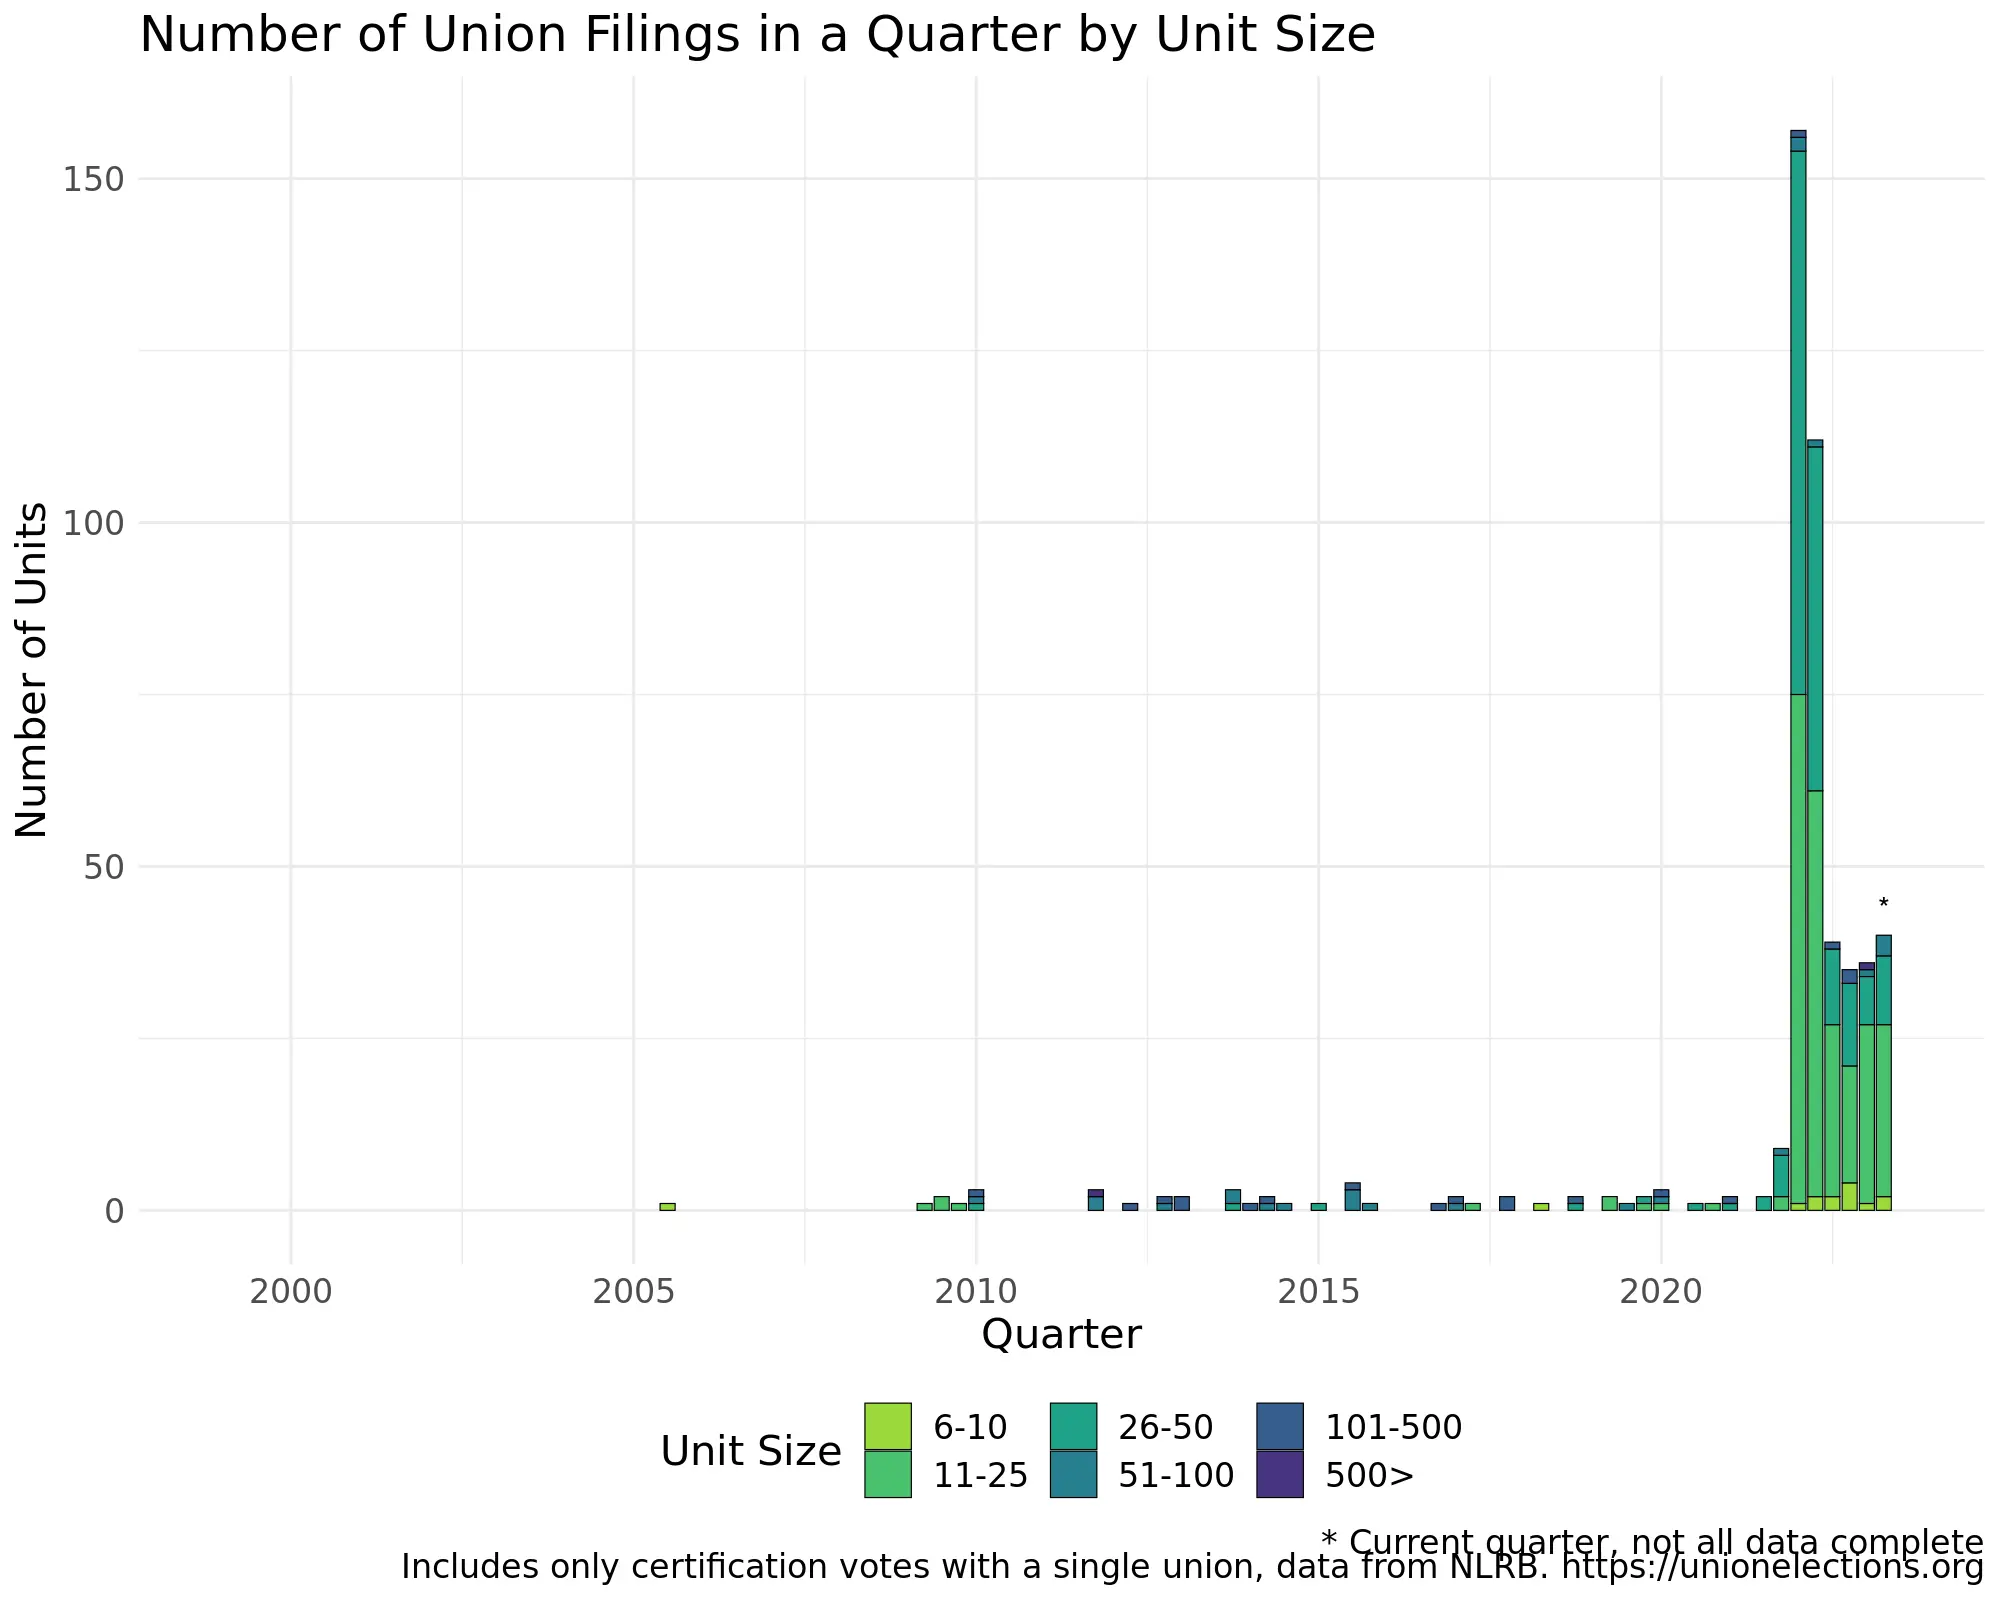 Number of Union Filings in a Quarter by Unit Size
Number of Units
150
100
50
0
*
2000 2005 2010 2015 2020
Quarter
Unit Size
6-10 26-50 101-500
11-25 51-100 500>
* Current quarter, not all data complete
Includes only certification votes with a single union, data from NLRB. https://unionelections.org